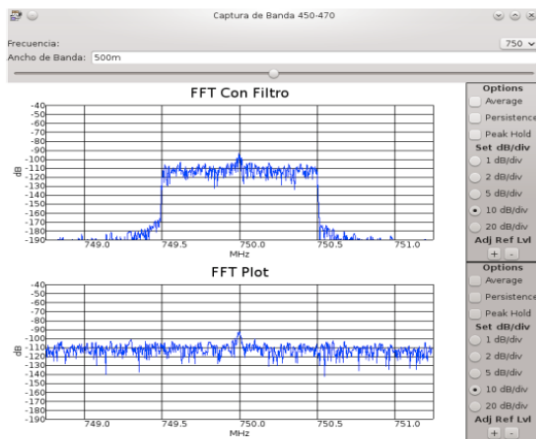 Captura de Banda 450-470
Frecuencia: 750
Ancho de Banda: 500m
FFT Con Filtro
-40
-50
-60
-70
-80
-90
-100
-110
-120
-130
-140
-150
-160
-170
-180
-190
dB
749.0 749.5 750.0 750.5 751.0
MHz
Options
Average
Persistence
Peak Hold
Set dB/div
1 dB/div
2 dB/div
5 dB/div
10 dB/div
20 dB/div
Adj Ref Lvl
+ -
FFT Plot
-40
-50
-60
-70
-80
-90
-100
-110
-120
-130
-140
-150
-160
-170
-180
-190
dB
749.0 749.5 750.0 750.5 751.0
MHz
Options
Average
Persistence
Peak Hold
Set dB/div
1 dB/div
2 dB/div
5 dB/div
10 dB/div
20 dB/div
Adj Ref Lvl
+ -